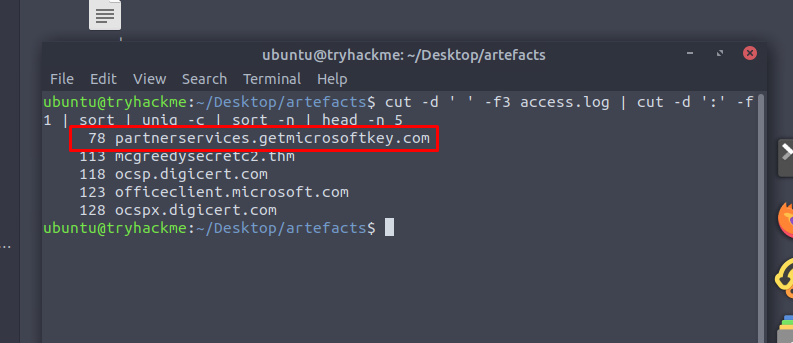 ubuntu@tryhackme: ~/Desktop/artefacts
File Edit View Search Terminal Help
ubuntu@tryhackme:~/Desktop/artefacts$ cut -d ' ' -f3 access.log | cut -d ':' -f
1 | sort | uniq -c | sort -n | head -n 5
78 partnerservices.getmicrosoftkey.com
113 mcgreedysecretc2.thm
118 ocsp.digicert.com
123 officeclient.microsoft.com
128 ocspx.digicert.com
ubuntu@tryhackme:~/Desktop/artefacts$